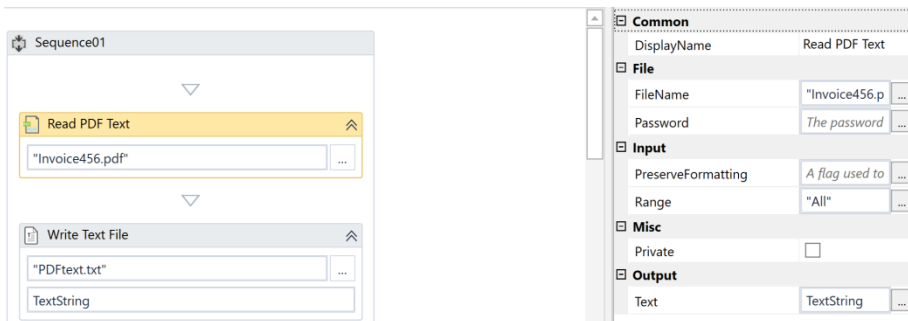 Sequence01
Read PDF Text
"Invoice456.pdf"
...
Write Text File
"PDFtext.txt"
...
TextString
Common
DisplayName Read PDF Text
File
FileName "Invoice456.p ...
Password The password ...
Input
PreserveFormatting A flag used to ...
Range "All" ...
Misc
Private
Output
Text TextString ...